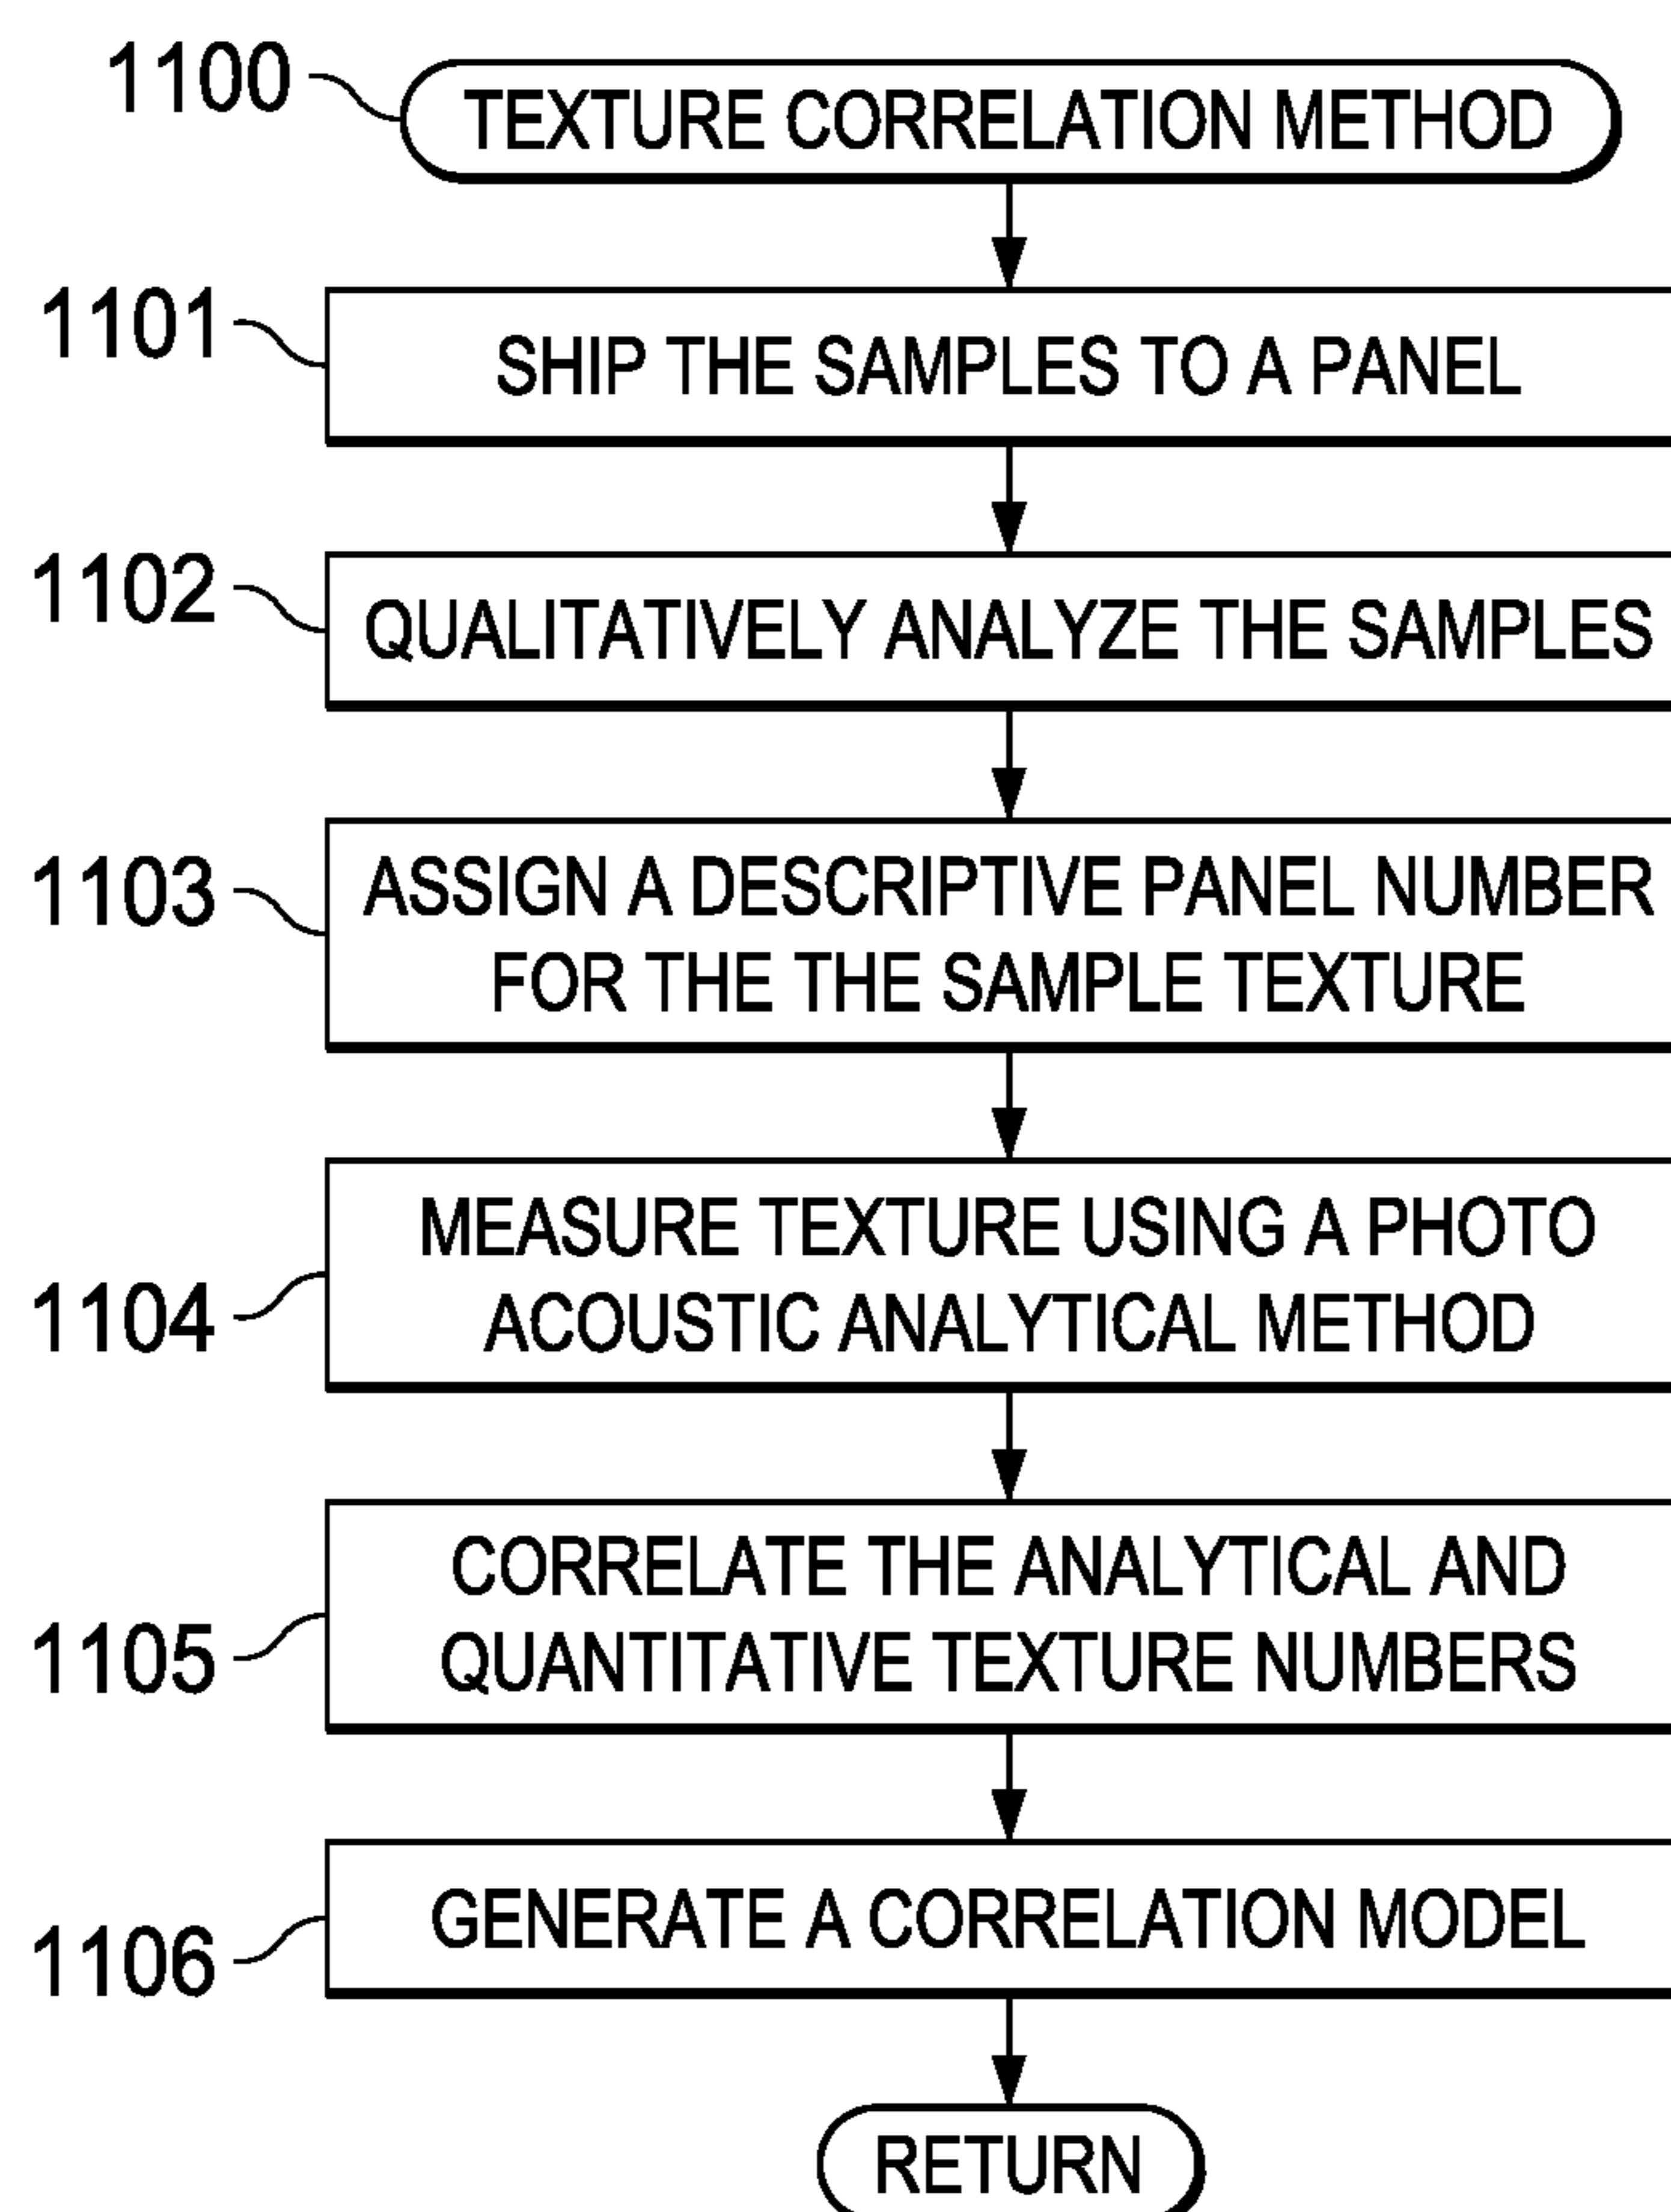 1100
TEXTURE CORRELATION METHOD
1101
SHIP THE SAMPLES TO A PANEL
1102
QUALITATIVELY ANALYZE THE SAMPLES
1103
ASSIGN A DESCRIPTIVE PANEL NUMBER
FOR THE THE SAMPLE TEXTURE
1104
MEASURE TEXTURE USING A PHOTO
ACOUSTIC ANALYTICAL METHOD
1105
CORRELATE THE ANALYTICAL AND
QUANTITATIVE TEXTURE NUMBERS
1106
GENERATE A CORRELATION MODEL
RETURN